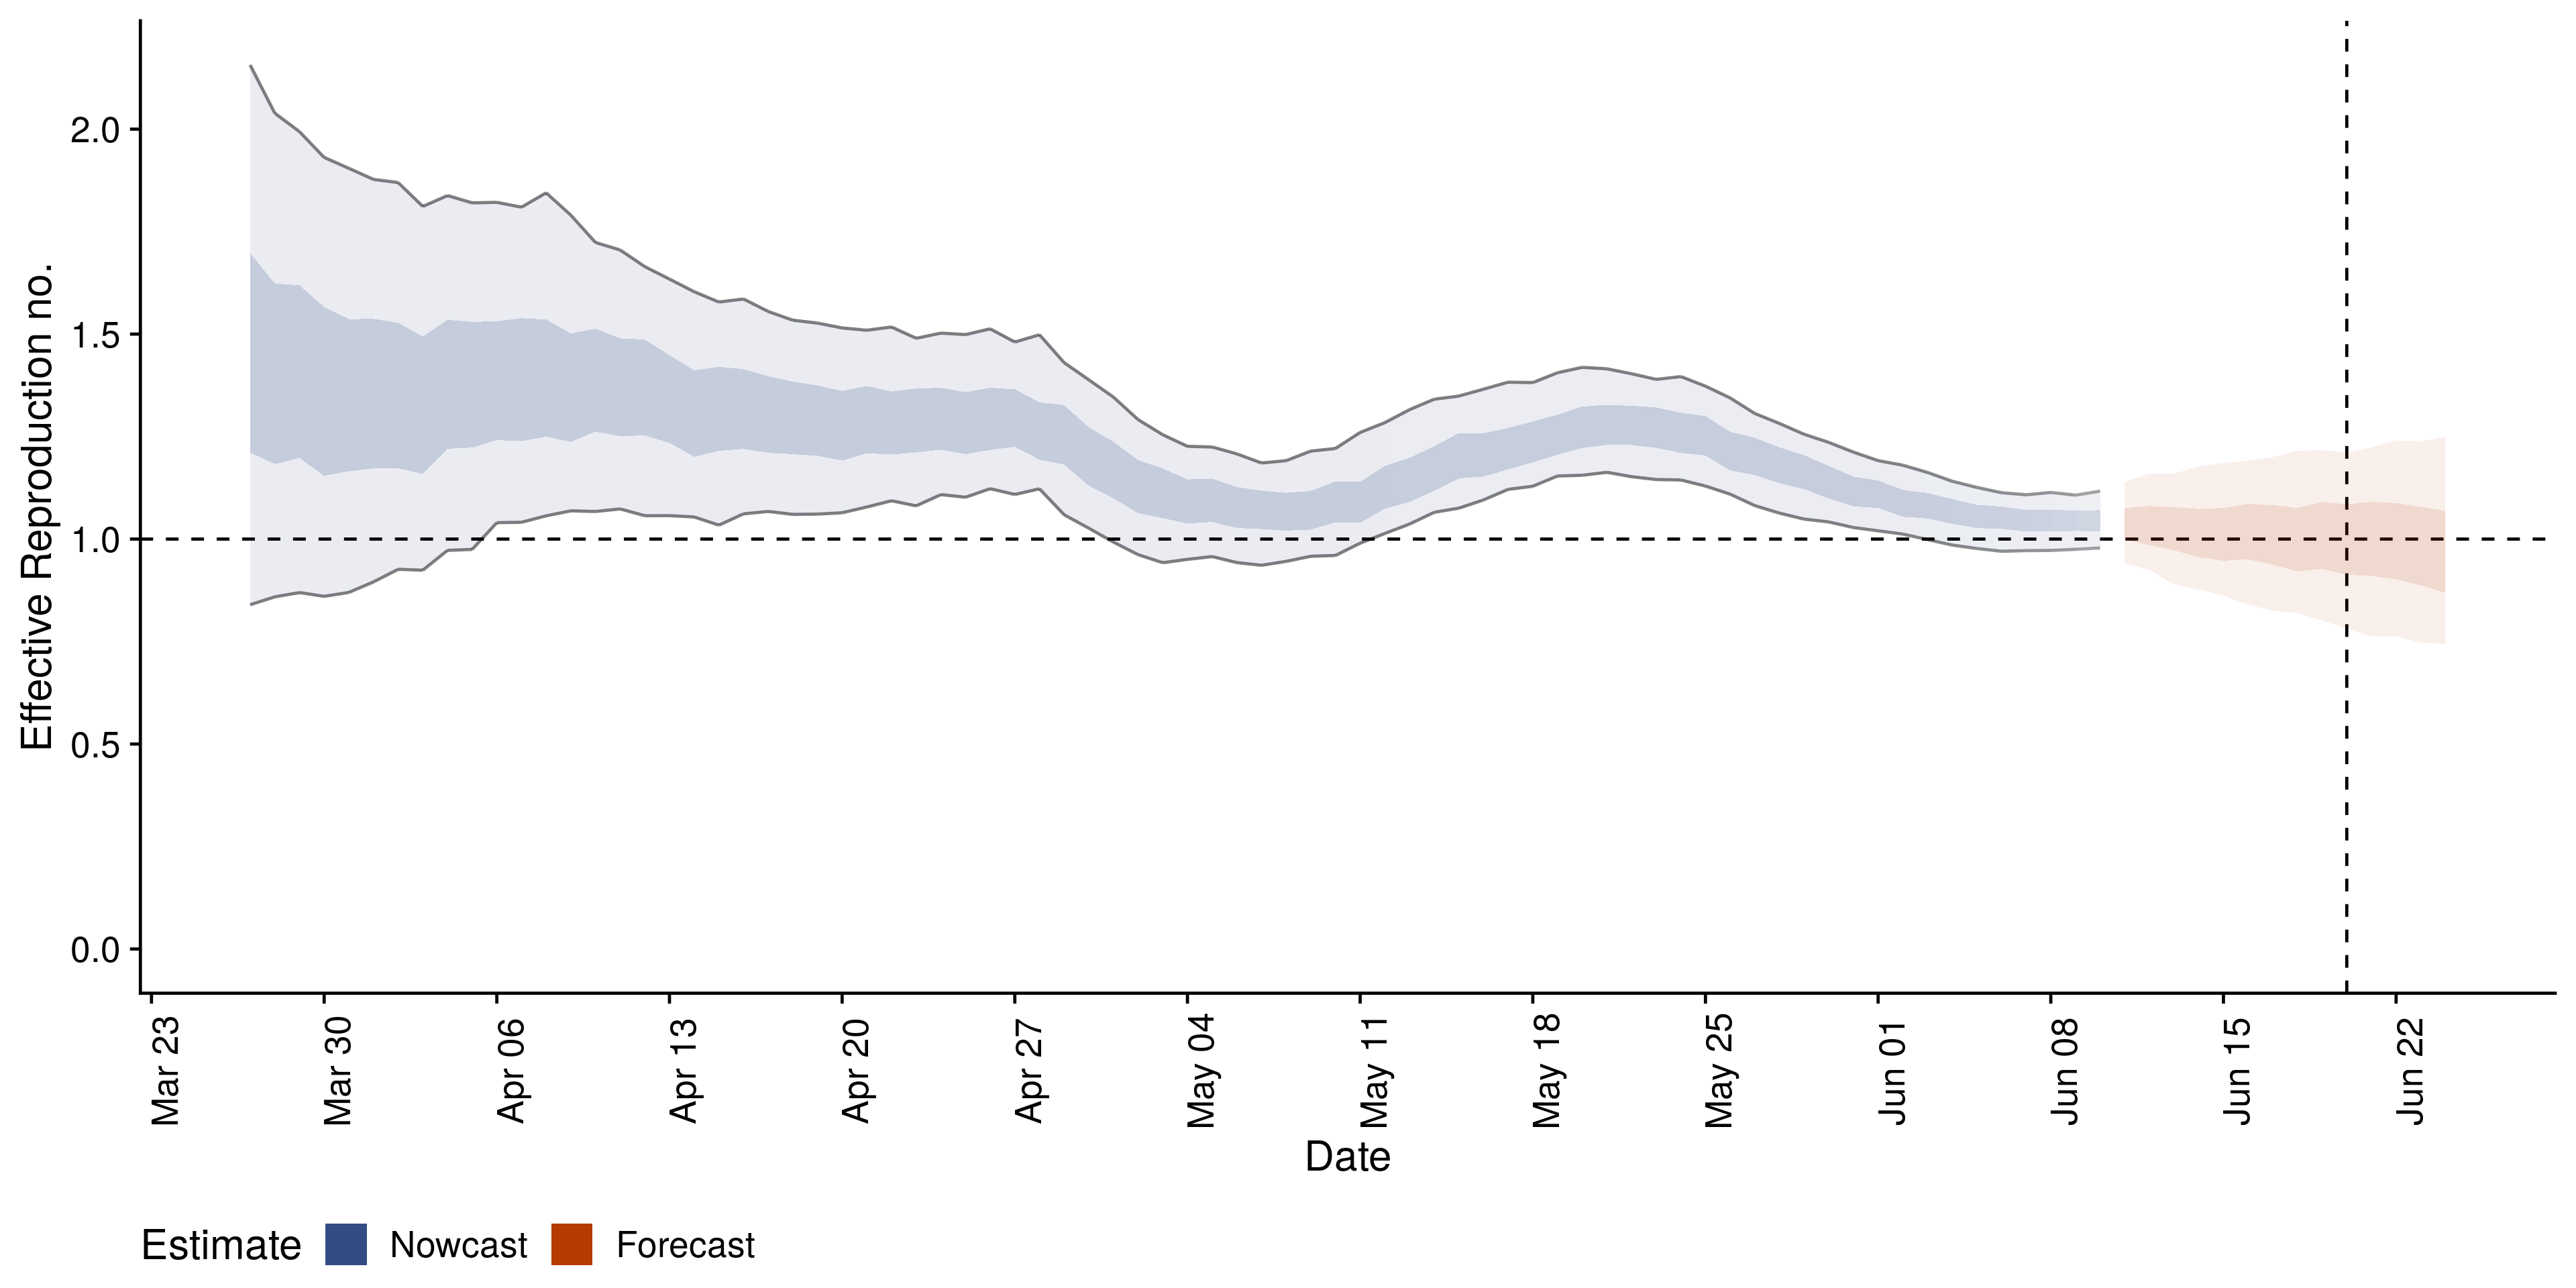 Effective Reproduction no.
2.0
1.5
1.0
0.5
0.0
Mar 23
Mar 30
Apr 06
Apr 13
Apr 20
Apr 27
May 04
May 11
May 18
May 25
Jun 01
Jun 08
Jun 15
Jun 22
Date
Estimate Nowcast Forecast